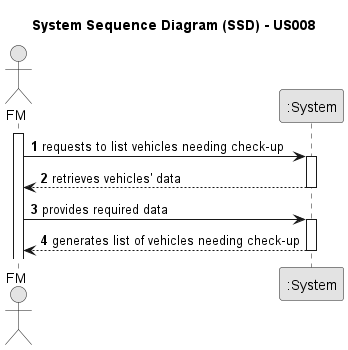 System Sequence Diagram (SSD) - US008
FM
:System
1 requests to list vehicles needing check-up
2 retrieves vehicles' data
3 provides required data
4 generates list of vehicles needing check-up
FM
:System